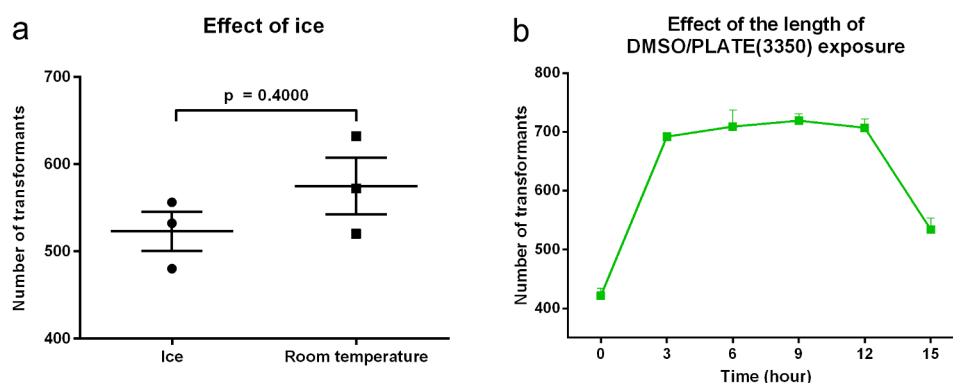 a
Effect of ice
Number of transformants
700
600
500
400
p = 0.4000
Ice
Room temperature
b
Effect of the length of
DMSO/PLATE(3350) exposure
Number of transformants
800
700
600
500
400
0 3 6 9 12 15
Time (hour)